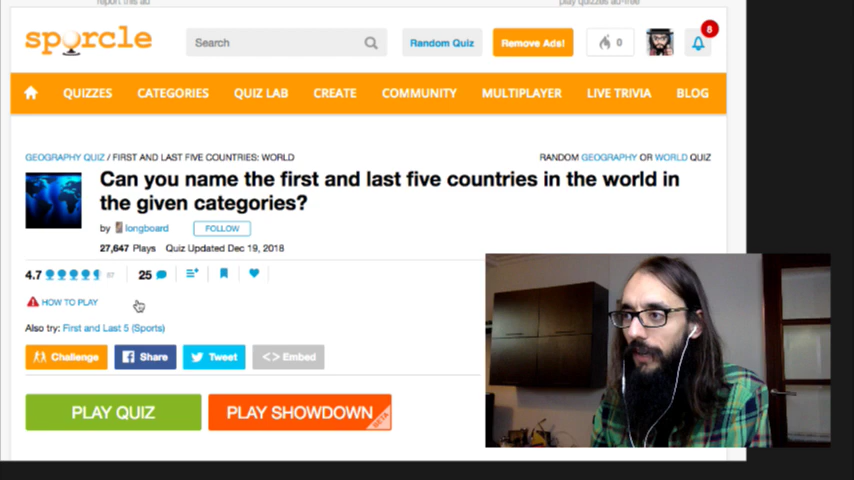 report this ad
play quizzes ad-free
sporcle
Search
Random Quiz
Remove Ads!
0
8
QUIZZES
CATEGORIES
QUIZ LAB
CREATE
COMMUNITY
MULTIPLAYER
LIVE TRIVIA
BLOG
GEOGRAPHY QUIZ / FIRST AND LAST FIVE COUNTRIES: WORLD
RANDOM GEOGRAPHY OR WORLD QUIZ
Can you name the first and last five countries in the world in
the given categories?
by longboard
FOLLOW
27,647 Plays Quiz Updated Dec 19, 2018
4.7
25
HOW TO PLAY
Also try: First and Last 5 (Sports)
Challenge
Share
Tweet
<> Embed
PLAY QUIZ
PLAY SHOWDOWN
BETA